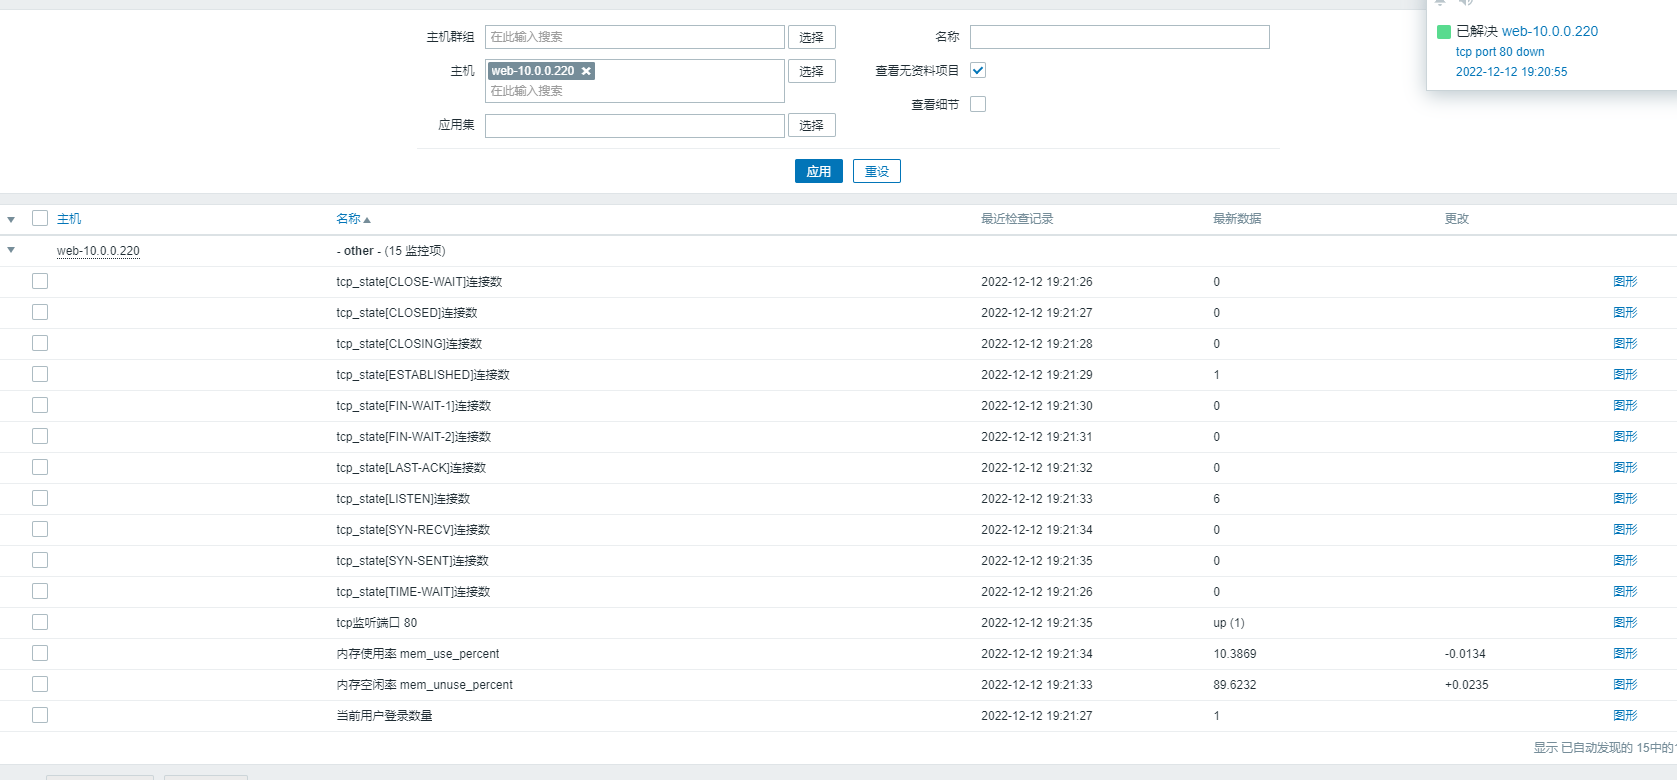 主机群组 在此输入搜索 选择 名称
主机 web-10.0.0.220 ✖ 选择 查看无资料项目
在此输入搜索
查看细节
应用集 选择
应用 重设
已解决 web-10.0.0.220
tcp port 80 down
2022-12-12 19:20:55
主机 名称 最近检查记录 最新数据 更改
web-10.0.0.220 - other - (15 监控项)
tcp_state[CLOSE-WAIT]连接数 2022-12-12 19:21:26 0 图形
tcp_state[CLOSED]连接数 2022-12-12 19:21:27 0 图形
tcp_state[CLOSING]连接数 2022-12-12 19:21:28 0 图形
tcp_state[ESTABLISHED]连接数 2022-12-12 19:21:29 1 图形
tcp_state[FIN-WAIT-1]连接数 2022-12-12 19:21:30 0 图形
tcp_state[FIN-WAIT-2]连接数 2022-12-12 19:21:31 0 图形
tcp_state[LAST-ACK]连接数 2022-12-12 19:21:32 0 图形
tcp_state[LISTEN]连接数 2022-12-12 19:21:33 6 图形
tcp_state[SYN-RECV]连接数 2022-12-12 19:21:34 0 图形
tcp_state[SYN-SENT]连接数 2022-12-12 19:21:35 0 图形
tcp_state[TIME-WAIT]连接数 2022-12-12 19:21:26 0 图形
tcp监听端口 80 2022-12-12 19:21:35 up (1) 图形
内存使用率 mem_use_percent 2022-12-12 19:21:34 10.3869 -0.0134 图形
内存空闲率 mem_unuse_percent 2022-12-12 19:21:33 89.6232 +0.0235 图形
当前用户登录数量 2022-12-12 19:21:27 1 图形
显示 已自动发现的 15中的